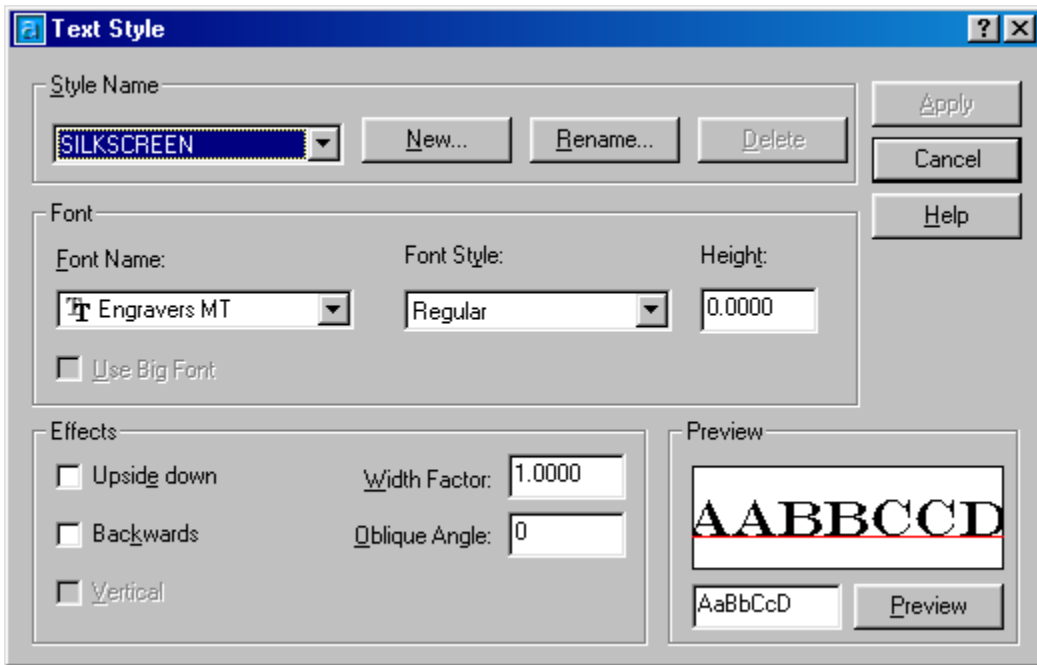 Text Style
Style Name
SILKSCREEN New... Rename... Delete Apply
Cancel
Help
Font
Font Name: Font Style: Height:
Engravers MT Regular 0.0000
Use Big Font
Effects Preview
Upside down Width Factor: 1.0000
AABBCCD
Backwards Oblique Angle: 0
Vertical
AaBbCcD Preview